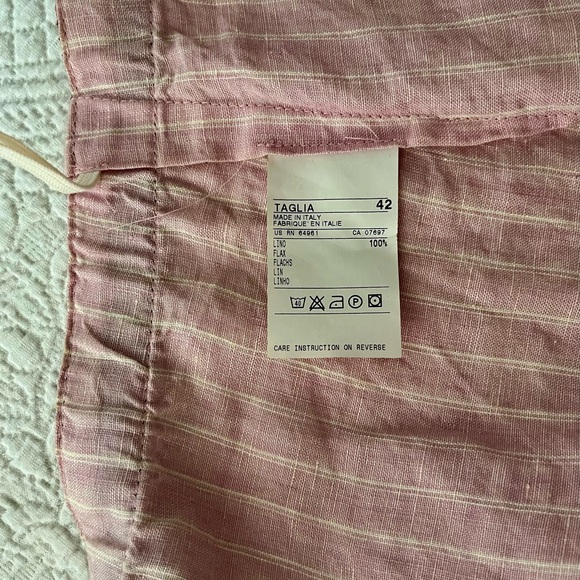 TAGLIA 42
MADE IN ITALY
FABRIQUE' EN ITALIE
US RN 64961 CA 07697
LINO 100%
FLAX
FLACHS
LIN
LINHO
40 P
CARE INSTRUCTION ON REVERSE